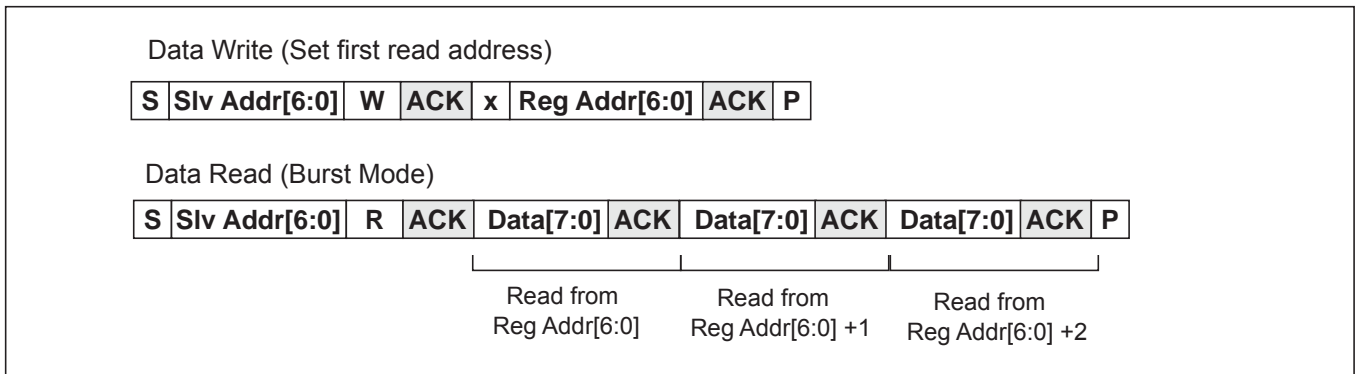 Data Write (Set first read address)
S Slv Addr[6:0] W ACK x Reg Addr[6:0] ACK P
Data Read (Burst Mode)
S Slv Addr[6:0] R ACK Data[7:0] ACK Data[7:0] ACK Data[7:0] ACK P
Read from Read from Read from
Reg Addr[6:0] Reg Addr[6:0] +1 Reg Addr[6:0] +2